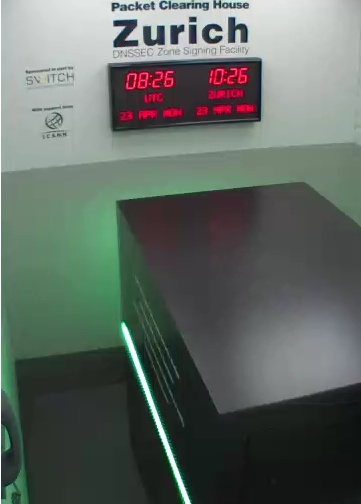 Packet Clearing House
Zurich
DNSSEC Zone Signing Facility
Sponsored in part by
SWITCH
08:26 10:26
UTC ZURICH
23 APR MON 23 APR MON
ICANN